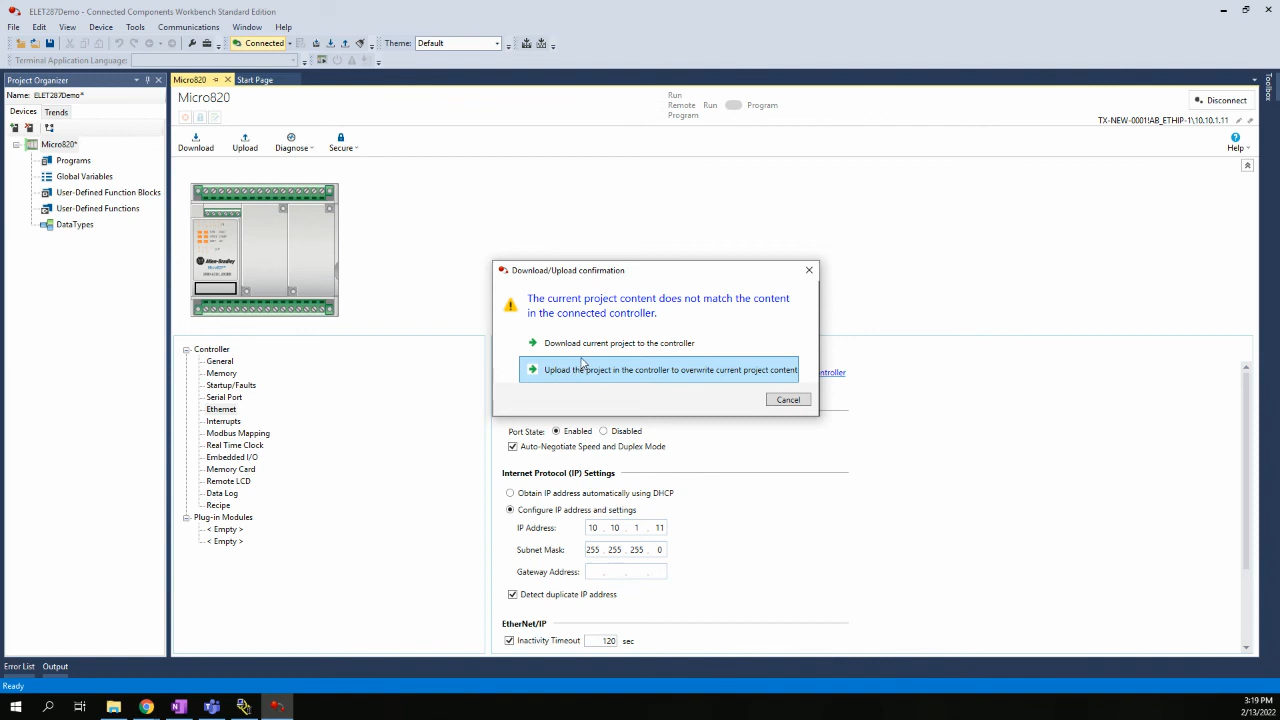 ELET287Demo - Connected Components Workbench Standard Edition
File Edit View Device Tools Communications Window Help
Connected Theme: Default
Terminal Application Language:
Project Organizer
Name: ELET287Demo*
Devices Trends
Micro820*
Programs
Global Variables
User-Defined Function Blocks
User-Defined Functions
DataTypes
Micro820 Start Page
Toolbox
Micro820
Run
Remote Run Program
Program
Disconnect
TX-NEW-0001!AB_ETHIP-1\10.10.1.11
Download Upload Diagnose Secure Help
Allen-Bradley
Download/Upload confirmation
The current project content does not match the content
in the connected controller.
Download current project to the controller
Upload the project in the controller to overwrite current project content
Cancel
Controller
General
Memory
Startup/Faults
Serial Port
Ethernet
Interrupts
Modbus Mapping
Real Time Clock
Embedded I/O
Memory Card
Remote LCD
Data Log
Recipe
Plug-in Modules
< Empty >
< Empty >
ontroller
Port State: Enabled Disabled
Auto-Negotiate Speed and Duplex Mode
Internet Protocol (IP) Settings
Obtain IP address automatically using DHCP
Configure IP address and settings
IP Address: 10 . 10 . 1 . 11
Subnet Mask: 255 . 255 . 255 . 0
Gateway Address: . . .
Detect duplicate IP address
EtherNet/IP
Inactivity Timeout 120 sec
Error List Output
Ready
3:19 PM
2/13/2022